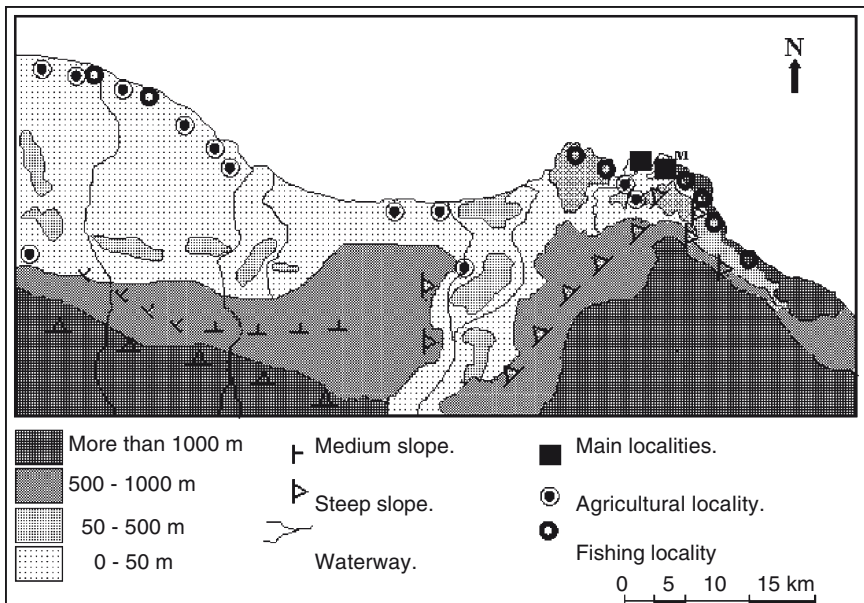 N
M
More than 1000 m
500 - 1000 m
50 - 500 m
0 - 50 m
Medium slope.
Steep slope.
Waterway.
Main localities.
Agricultural locality.
Fishing locality
0 5 10 15 km